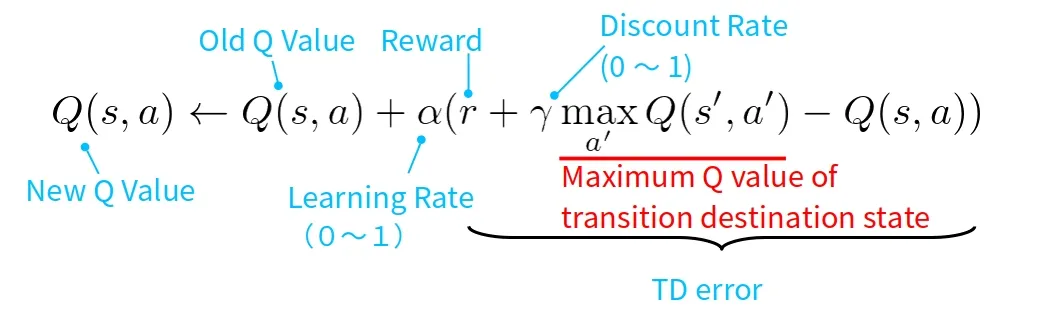 Old Q Value Reward Discount Rate
(0 ~ 1)
Q(s, a) ← Q(s, a) + α(r + γ max Q(s′, a′) − Q(s, a))
a′
New Q Value
Learning Rate
（0～1）
Maximum Q value of
transition destination state
TD error